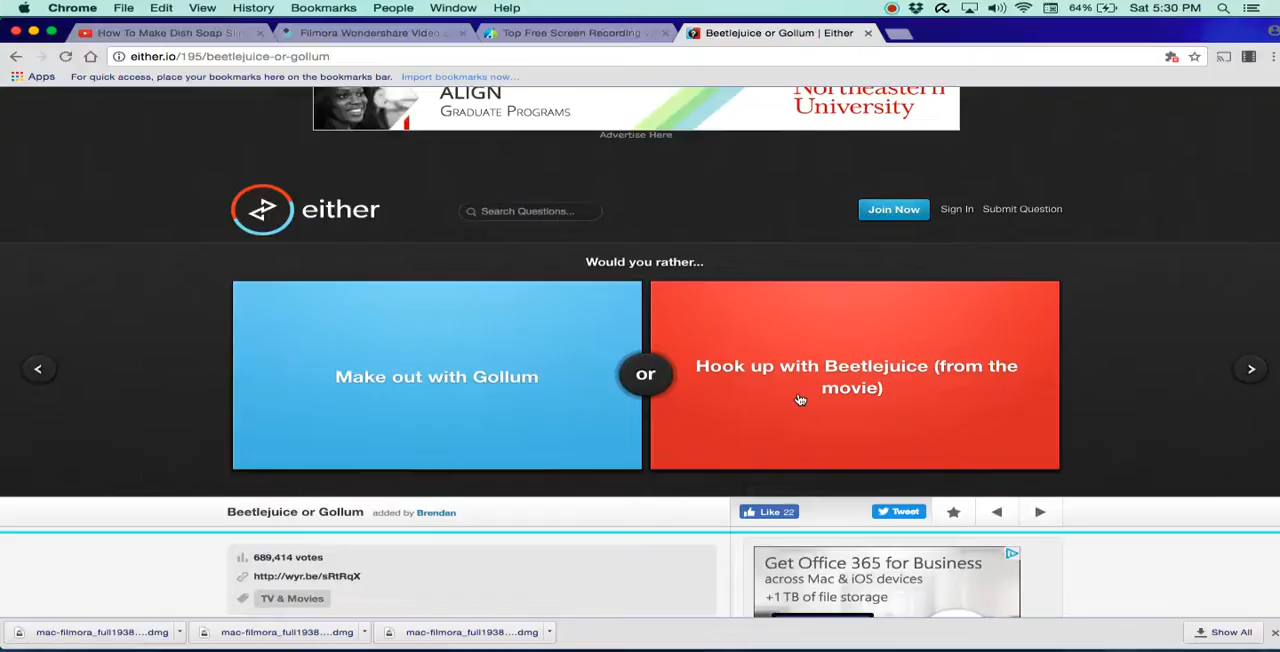 Chrome File Edit View History Bookmarks People Window Help 64% Sat 5:30 PM
How To Make Dish Soap Sli Filmora Wondershare Video Top Free Screen Recording Beetlejuice or Gollum | Either
either.io/195/beetlejuice-or-gollum
Apps For quick access, place your bookmarks here on the bookmarks bar. Import bookmarks now...
ALIGN
GRADUATE PROGRAMS
Northeastern
University
Advertise Here
either Search Questions... Join Now Sign In Submit Question
Would you rather...
Make out with Gollum
or
Hook up with Beetlejuice (from the
movie)
Beetlejuice or Gollum added by Brendan Like 22 Tweet
689,414 votes
http://wyr.be/sRtRqX
TV & Movies
Get Office 365 for Business
across Mac & iOS devices
+1 TB of file storage
mac-filmora_full1938....dmg mac-filmora_full1938....dmg mac-filmora_full1938....dmg Show All